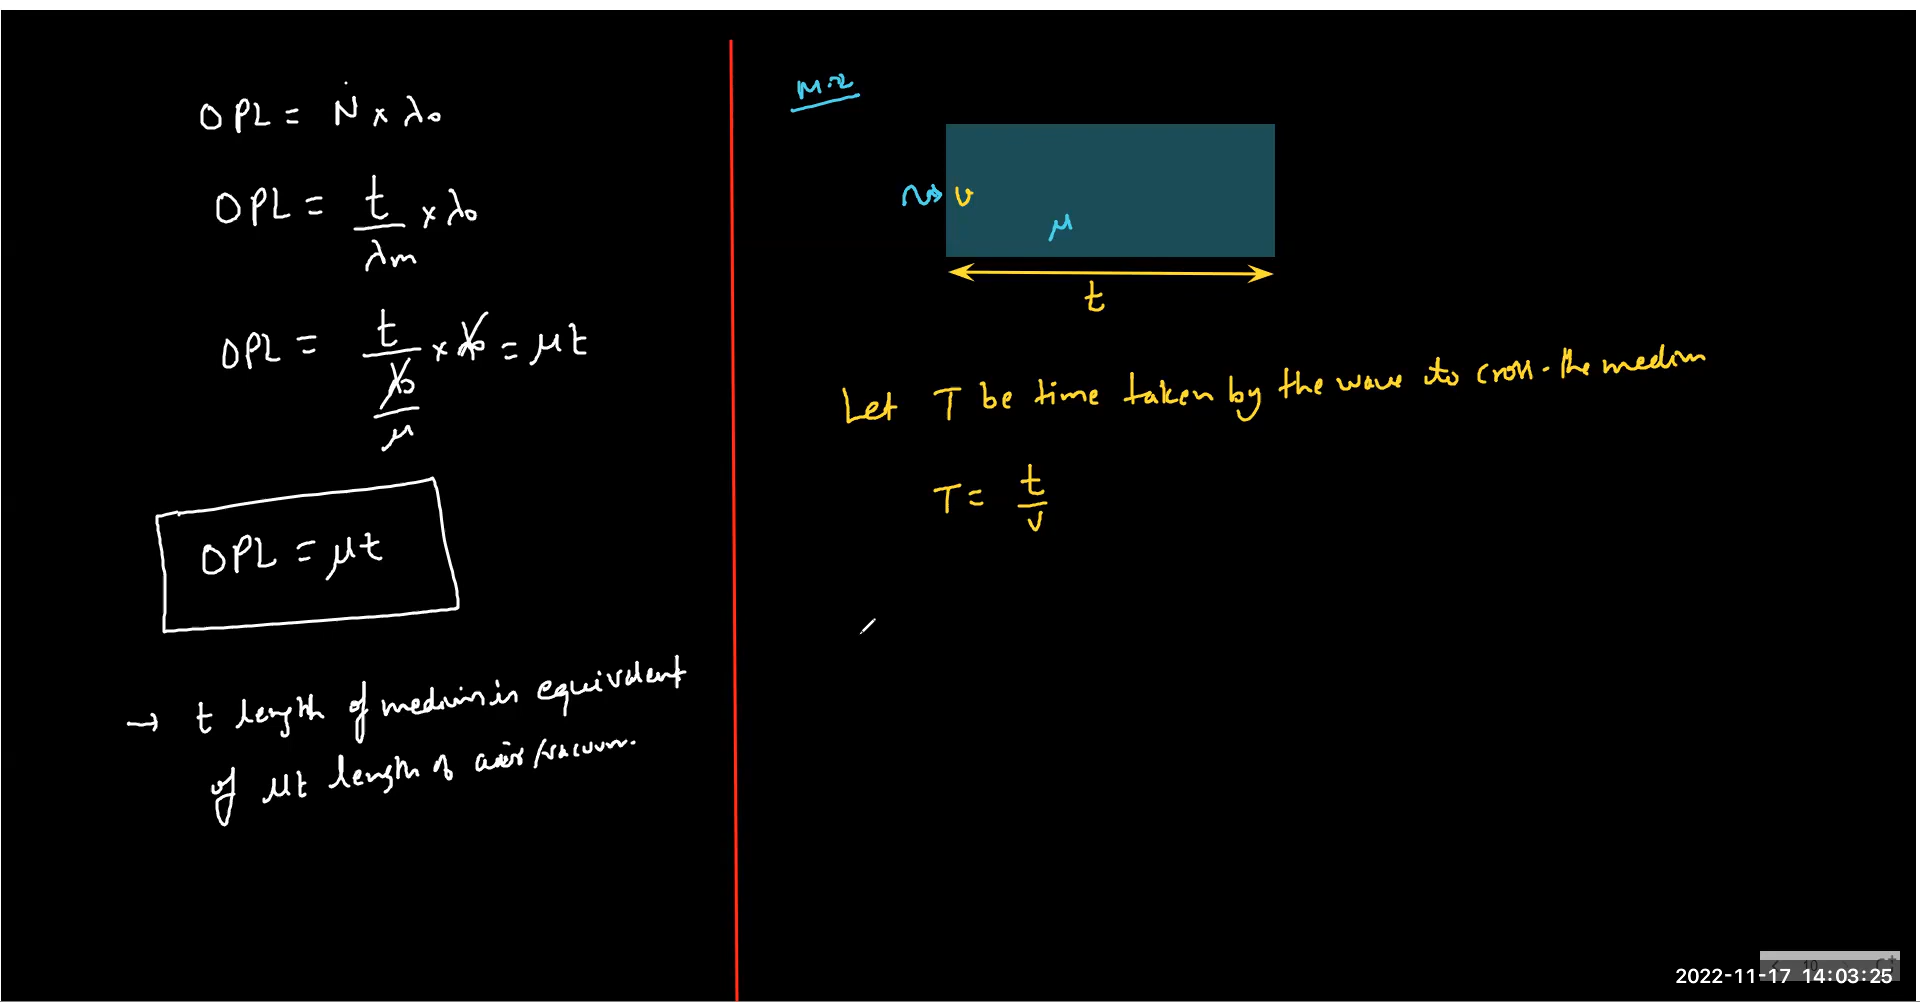 OPL = N × λ₀
OPL = t/λm × λ₀
OPL = t/(λ₀/μ) × λ₀ = μt
OPL = μt
→ t length of medium is equivalent
of μt length of air/vacuum.
M-2
v
μ
t
Let T be time taken by the wave to cross the medium
T = t/v
10
2022-11-17 14:03:25